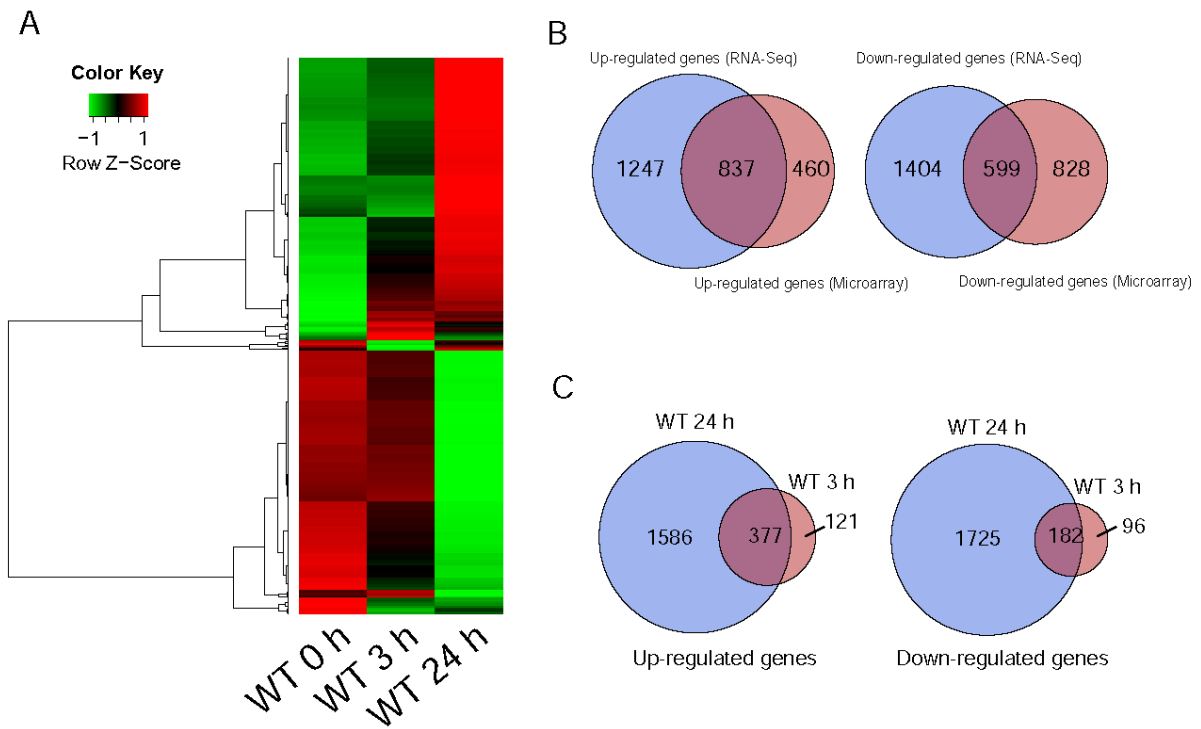 A
Color Key
−1 1
Row Z−Score
WT 0 h
WT 3 h
WT 24 h
B
Up-regulated genes (RNA-Seq)
1247
837
460
Up-regulated genes (Microarray)
Down-regulated genes (RNA-Seq)
1404
599
828
Down-regulated genes (Microarray)
C
WT 24 h
WT 3 h
1586
377
121
Up-regulated genes
WT 24 h
WT 3 h
1725
182
96
Down-regulated genes